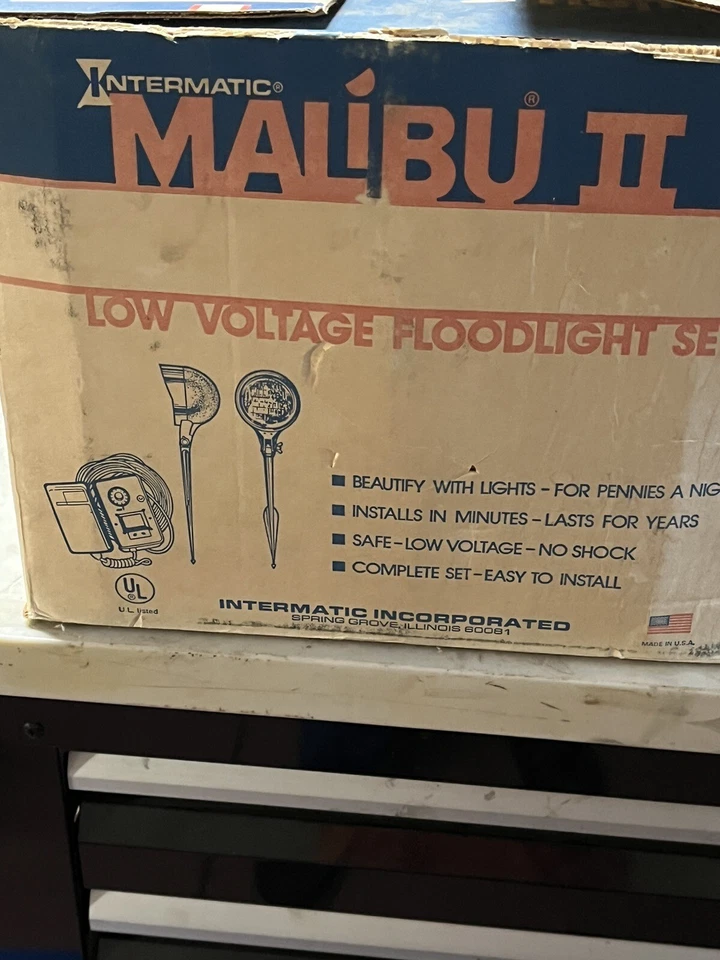 INTERMATIC®
MALIBU® II
LOW VOLTAGE FLOODLIGHT SE
■ BEAUTIFY WITH LIGHTS – FOR PENNIES A NIG
■ INSTALLS IN MINUTES – LASTS FOR YEARS
■ SAFE – LOW VOLTAGE – NO SHOCK
■ COMPLETE SET – EASY TO INSTALL
UL®
UL listed
INTERMATIC INCORPORATED
SPRING GROVE, ILLINOIS 60081
MADE IN U.S.A.